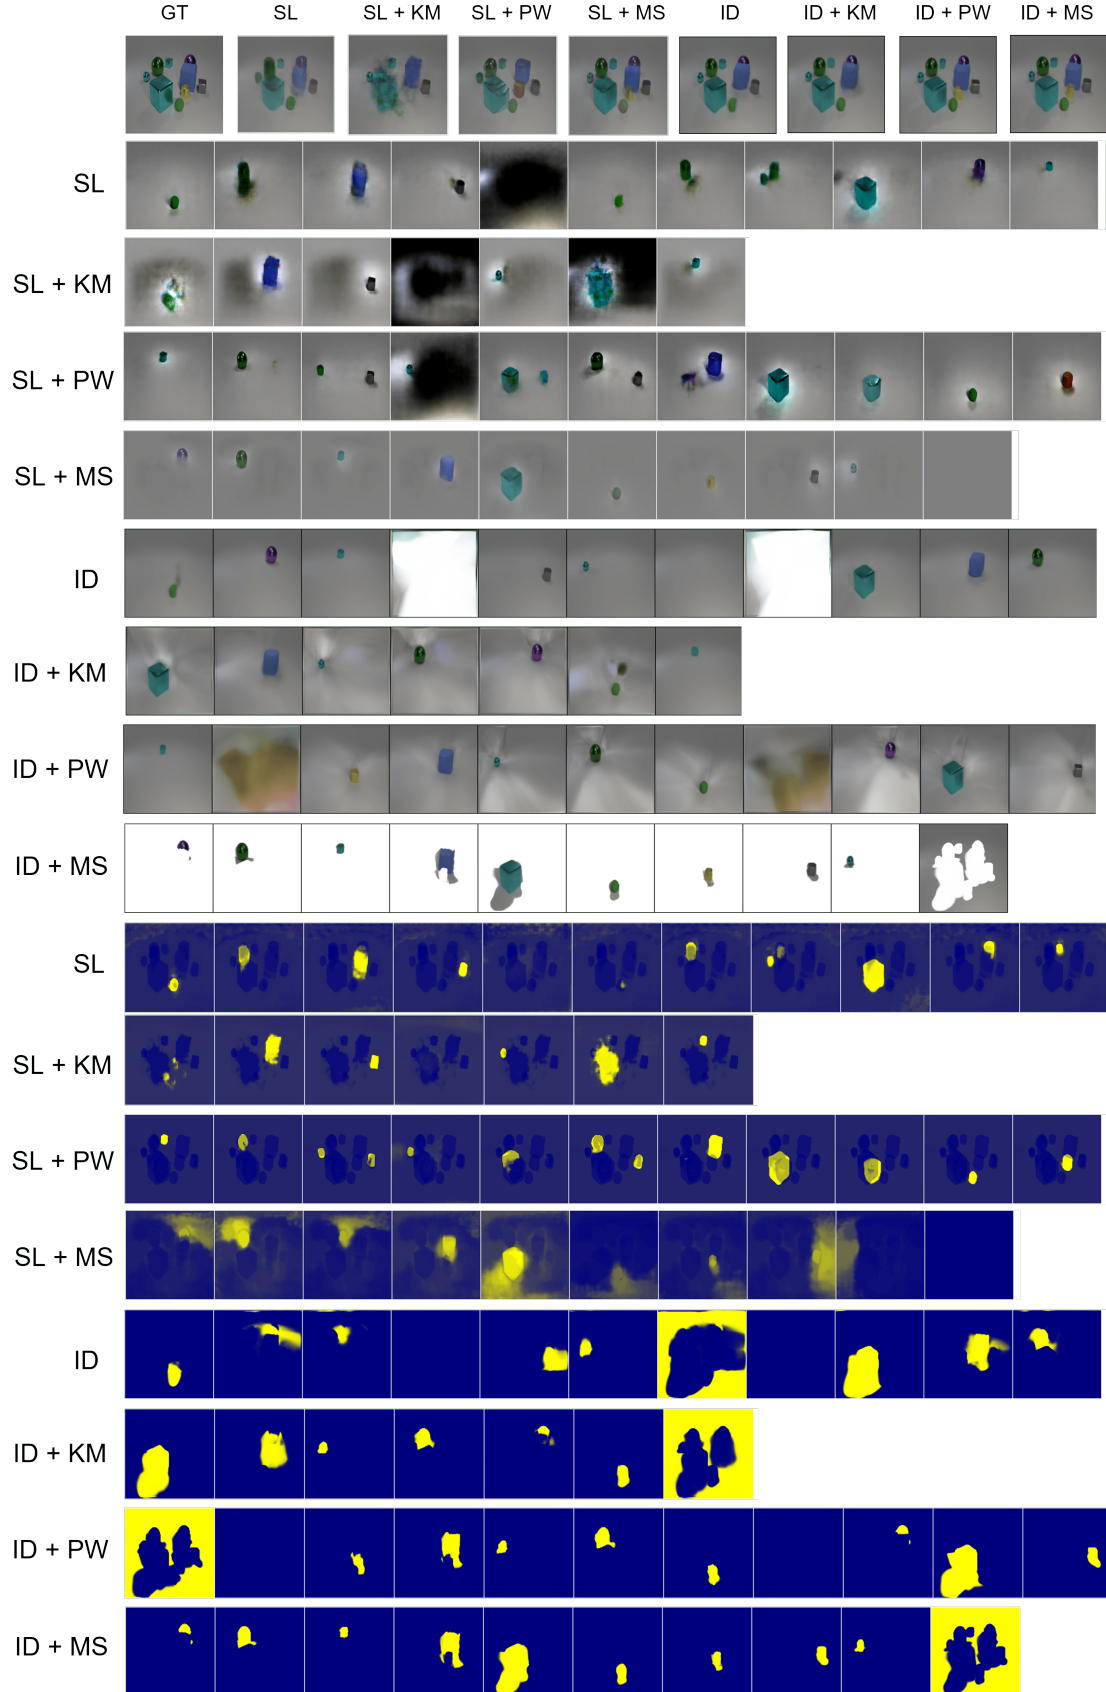 GT SL SL + KM SL + PW SL + MS ID ID + KM ID + PW ID + MS
SL
SL + KM
SL + PW
SL + MS
ID
ID + KM
ID + PW
ID + MS
SL
SL + KM
SL + PW
SL + MS
ID
ID + KM
ID + PW
ID + MS